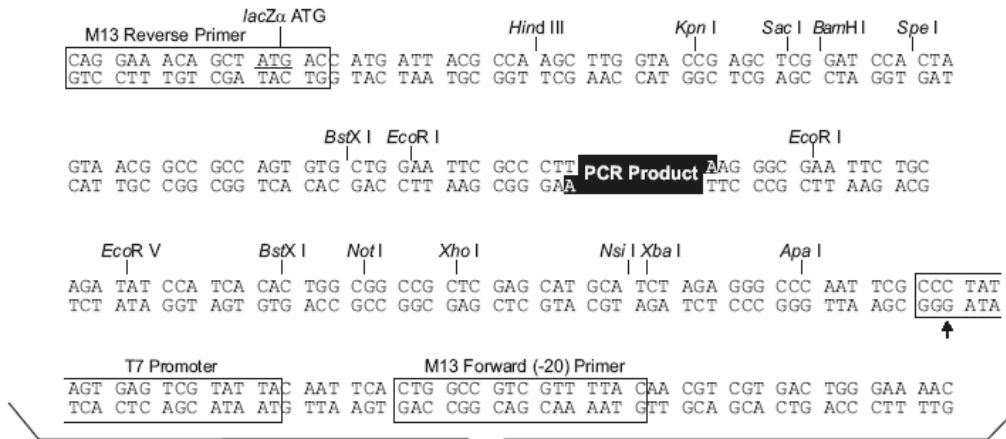 lacZα ATG
M13 Reverse Primer Hind III Kpn I Sac I BamH I Spe I
CAG GAA ACA GCT ATG ACC ATG ATT ACG CCA AGC TTG GTA CCG AGC TCG GAT CCA CTA
GTC CTT TGT CGA TAC TGG TAC TAA TGC GGT TCG AAC CAT GGC TCG AGC CTA GGT GAT
BstX I EcoR I EcoR I
GTA ACG GCC GCC AGT GTG CTG GAA TTC GCC CTT PCR Product AAG GGC GAA TTC TGC
CAT TGC CGG CGG TCA CAC GAC CTT AAG CGG GAA TTC CCG CTT AAG ACG
EcoR V BstX I Not I Xho I Nsi I Xba I Apa I
AGA TAT CCA TCA CAC TGG CGG CCG CTC GAG CAT GCA TCT AGA GGG CCC AAT TCG CCC TAT
TCT ATA GGT AGT GTG ACC GCC GGC GAG CTC GTA CGT AGA TCT CCC GGG TTA AGC GGG ATA
T7 Promoter M13 Forward (-20) Primer
AGT GAG TCG TAT TAC AAT TCA CTG GCC GTC GTT TTA CAA CGT CGT GAC TGG GAA AAC
TCA CTC AGC ATA ATG TTA AGT GAC CGG CAG CAA AAT GTT GCA GCA CTG ACC CTT TTG